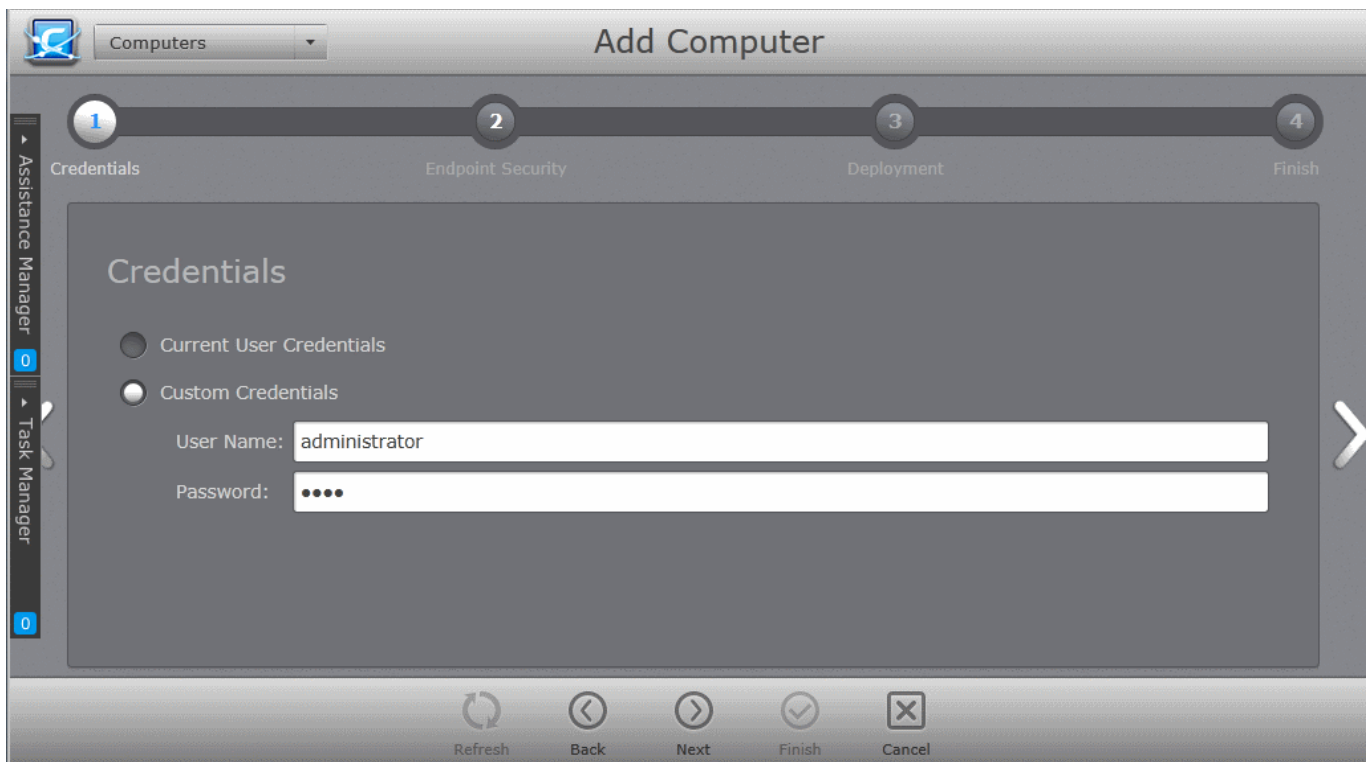 Computers
Add Computer
1
2
3
4
Credentials
Endpoint Security
Deployment
Finish
Assistance Manager
0
Task Manager
0
Credentials
Current User Credentials
Custom Credentials
User Name: administrator
Password: ••••
Refresh
Back
Next
Finish
Cancel